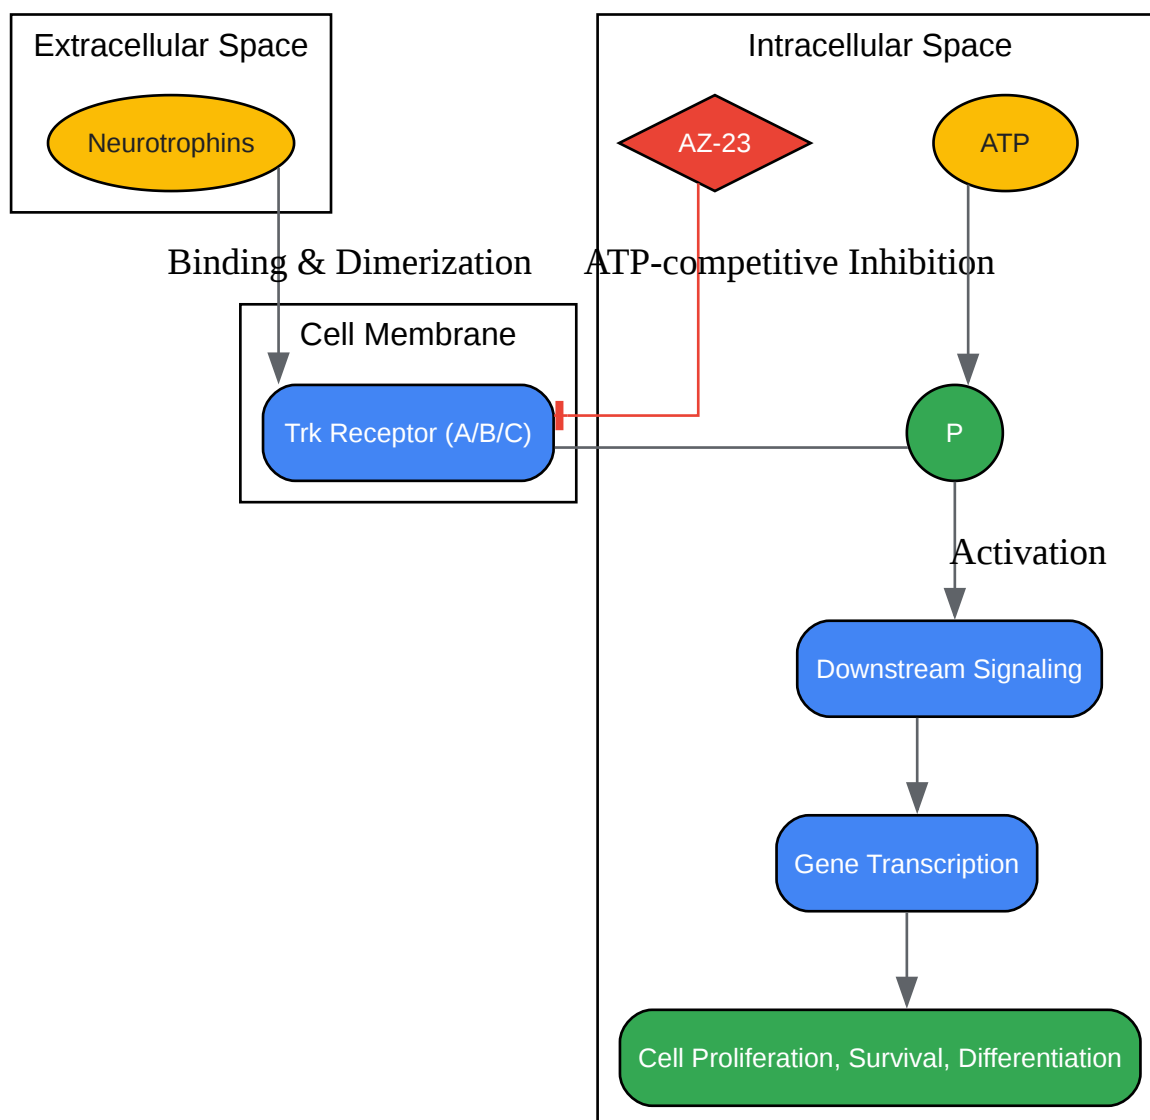 Extracellular Space
Intracellular Space
Neurotrophins
AZ-23
ATP
Binding & Dimerization
ATP-competitive Inhibition
Cell Membrane
Trk Receptor (A/B/C)
P
Activation
Downstream Signaling
Gene Transcription
Cell Proliferation, Survival, Differentiation